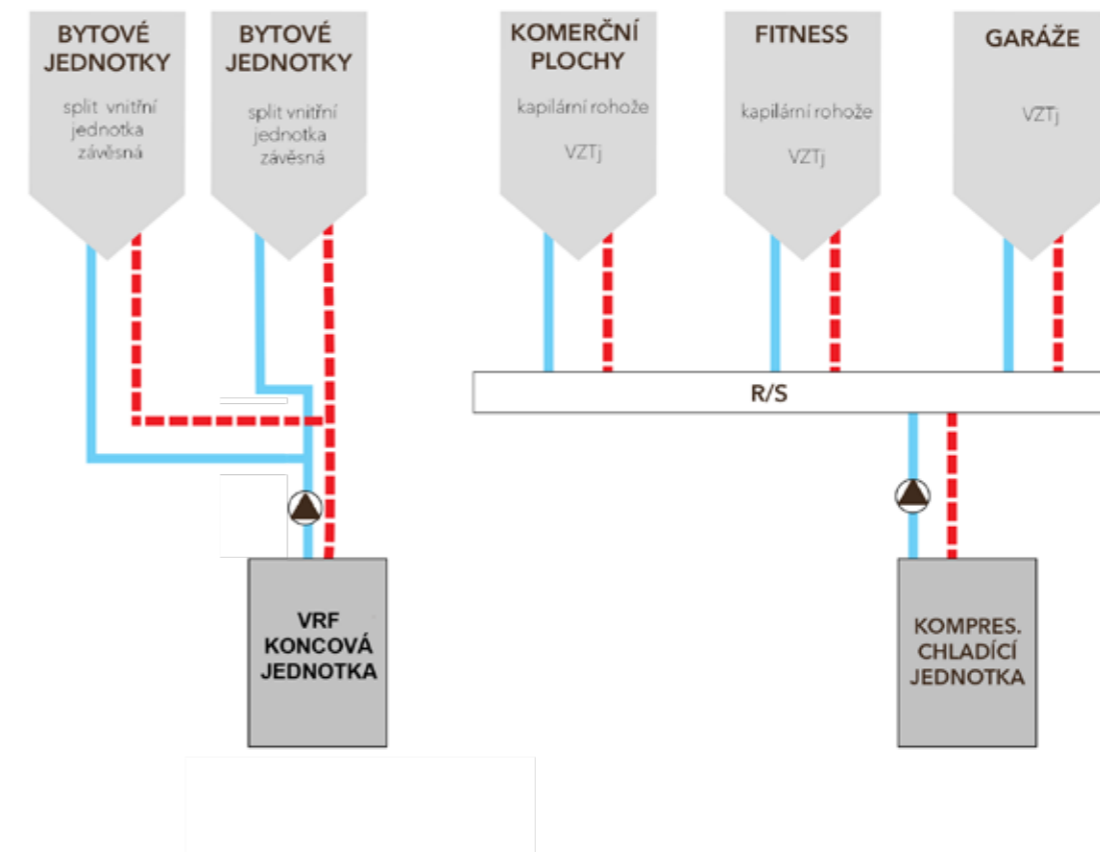 BYTOVÉ
JEDNOTKY
split vnitřní
jednotka
závěsná
BYTOVÉ
JEDNOTKY
split vnitřní
jednotka
závěsná
KOMERČNÍ
PLOCHY
kapilární rohože
VZTj
FITNESS
kapilární rohože
VZTj
GARÁŽE
VZTj
R/S
VRF
KONCOVÁ
JEDNOTKA
KOMPRES.
CHLADÍCÍ
JEDNOTKA